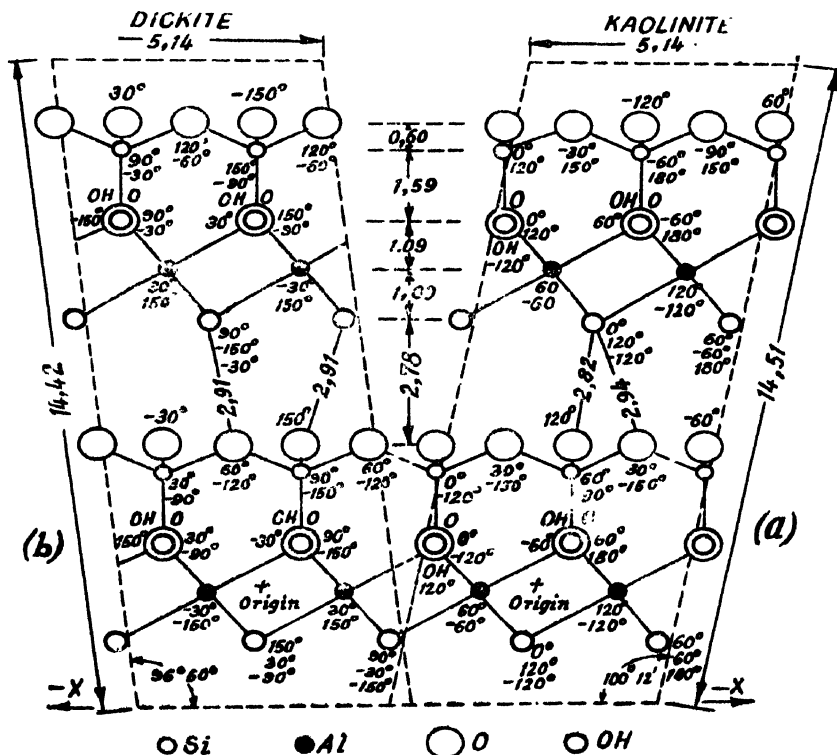 DICKITE KAOLINITE
5,14 5,14
30° -150° -120° 60°
0,60
90° 120° 150° 120° 0° -30° -60° -90°
-30° -60° -90° -60° 120° 150° 180° 150°
1,59
OH O OH O O OH O
-150° 90° 30° 150° 0° 60° -60°
-30° -90° 120° 180°
1.09 OH
-120°
-30° 60 120°
150° 150° -60 -120°
90° 0° 60°
-150° 120° -60°
-30° -120° 180°
14,42 2,91 2,91 2,78 2,82 2,94 14,51
-30° 150° 120° -60°
30° 60° 90° 60° 0° 30° 60° 30°
-90° -120° -150° -120° -120° -150°
(b) OH O O O OH (a)
150° 30° -30° 90° 0° -60° 60°
-90° -150° -120° 180°
OH
120°
+ +
Origin Origin
-30° 30° 60° 120
150° -60° -120°
150° 90° 0° 60°
30° -30° 120° -60°
-90° -150° -120° 180°
100° 12'
-X -X
Si Al O OH